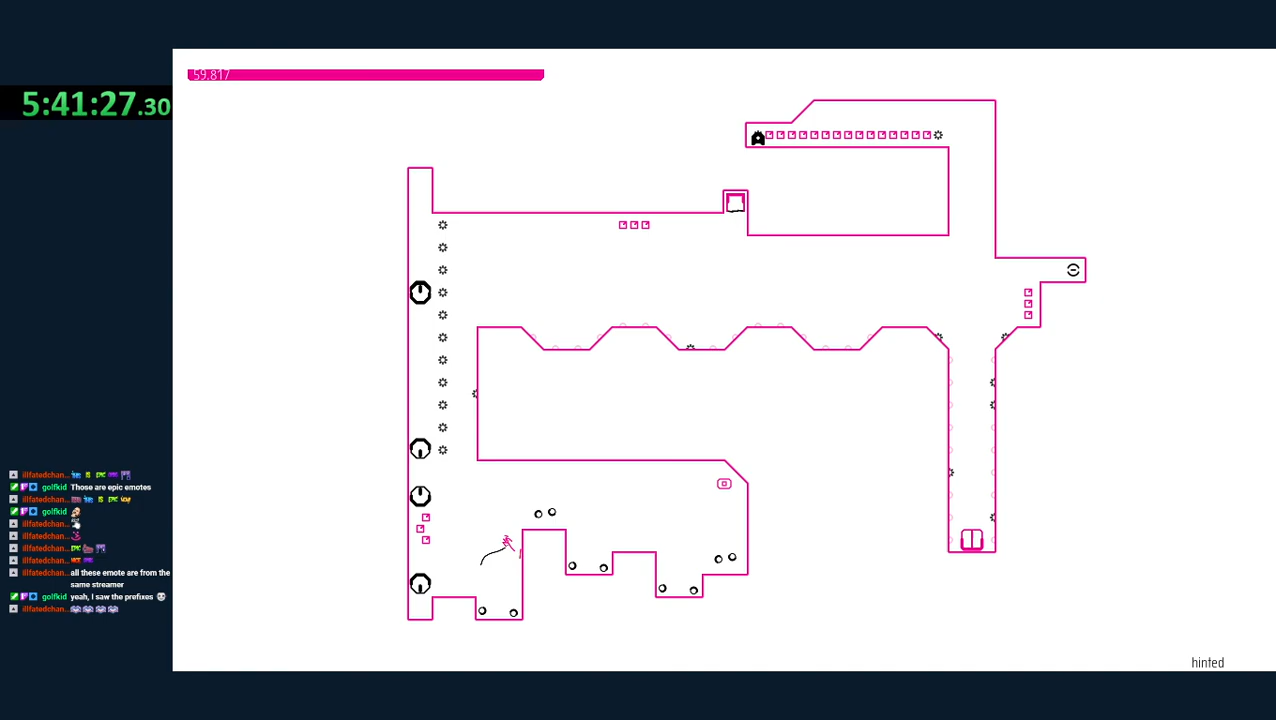 59.817
5:41:27.30
illfatedchan...
golfkid Those are epic emotes
illfatedchan...
golfkid
illfatedchan...
illfatedchan...
illfatedchan...
illfatedchan...
illfatedchan... all these emote are from the
same streamer
golfkid yeah, I saw the prefixes
illfatedchan...
hinted